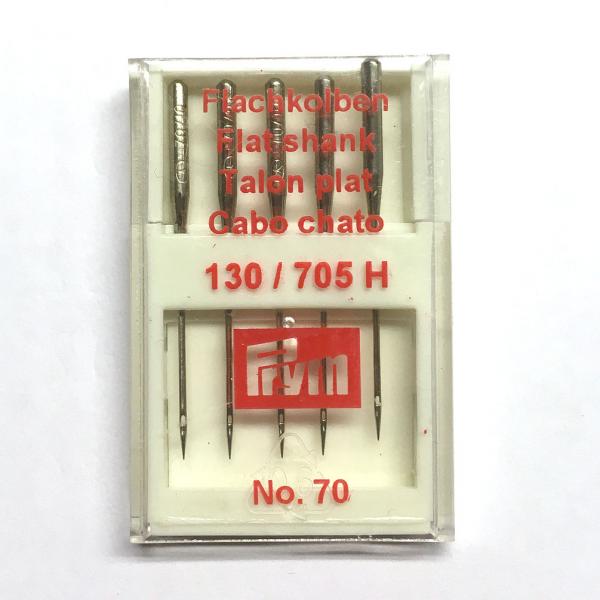 Flachkolben
Flat shank
Talon plat
Cabo chato
130 / 705 H
Prym
No. 70